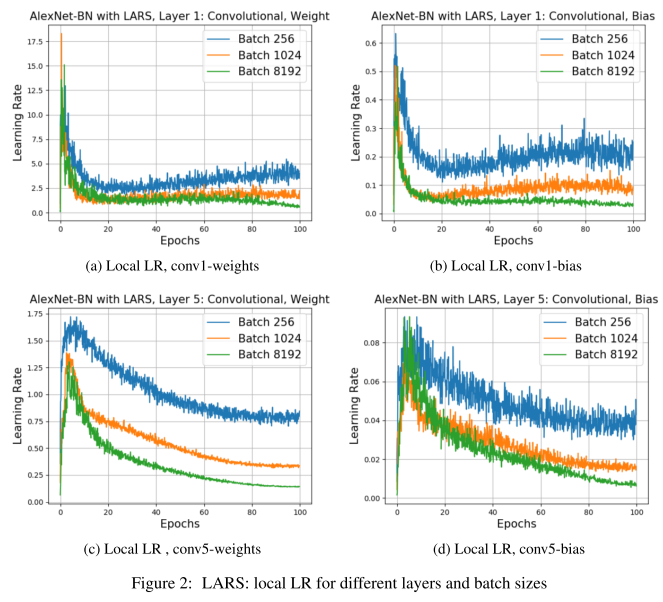 AlexNet-BN with LARS, Layer 1: Convolutional, Weight
Learning Rate
17.5
15.0
12.5
10.0
7.5
5.0
2.5
0.0
Batch 256
Batch 1024
Batch 8192
0 20 40 60 80 100
Epochs
(a) Local LR, conv1-weights
AlexNet-BN with LARS, Layer 1: Convolutional, Bias
Learning Rate
0.6
0.5
0.4
0.3
0.2
0.1
0.0
Batch 256
Batch 1024
Batch 8192
0 20 40 60 80 100
Epochs
(b) Local LR, conv1-bias
AlexNet-BN with LARS, Layer 5: Convolutional, Weight
Learning Rate
1.75
1.50
1.25
1.00
0.75
0.50
0.25
0.00
Batch 256
Batch 1024
Batch 8192
0 20 40 60 80 100
Epochs
(c) Local LR , conv5-weights
AlexNet-BN with LARS, Layer 5: Convolutional, Bias
Learning Rate
0.08
0.06
0.04
0.02
0.00
Batch 256
Batch 1024
Batch 8192
0 20 40 60 80 100
Epochs
(d) Local LR, conv5-bias
Figure 2: LARS: local LR for different layers and batch sizes